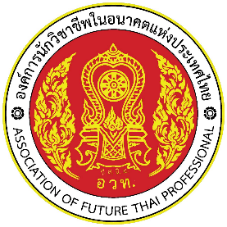 องค์การนักวิชาชีพในอนาคตแห่งประเทศไทย
อวท.
ASSOCIATION OF FUTURE THAI PROFESSIONAL